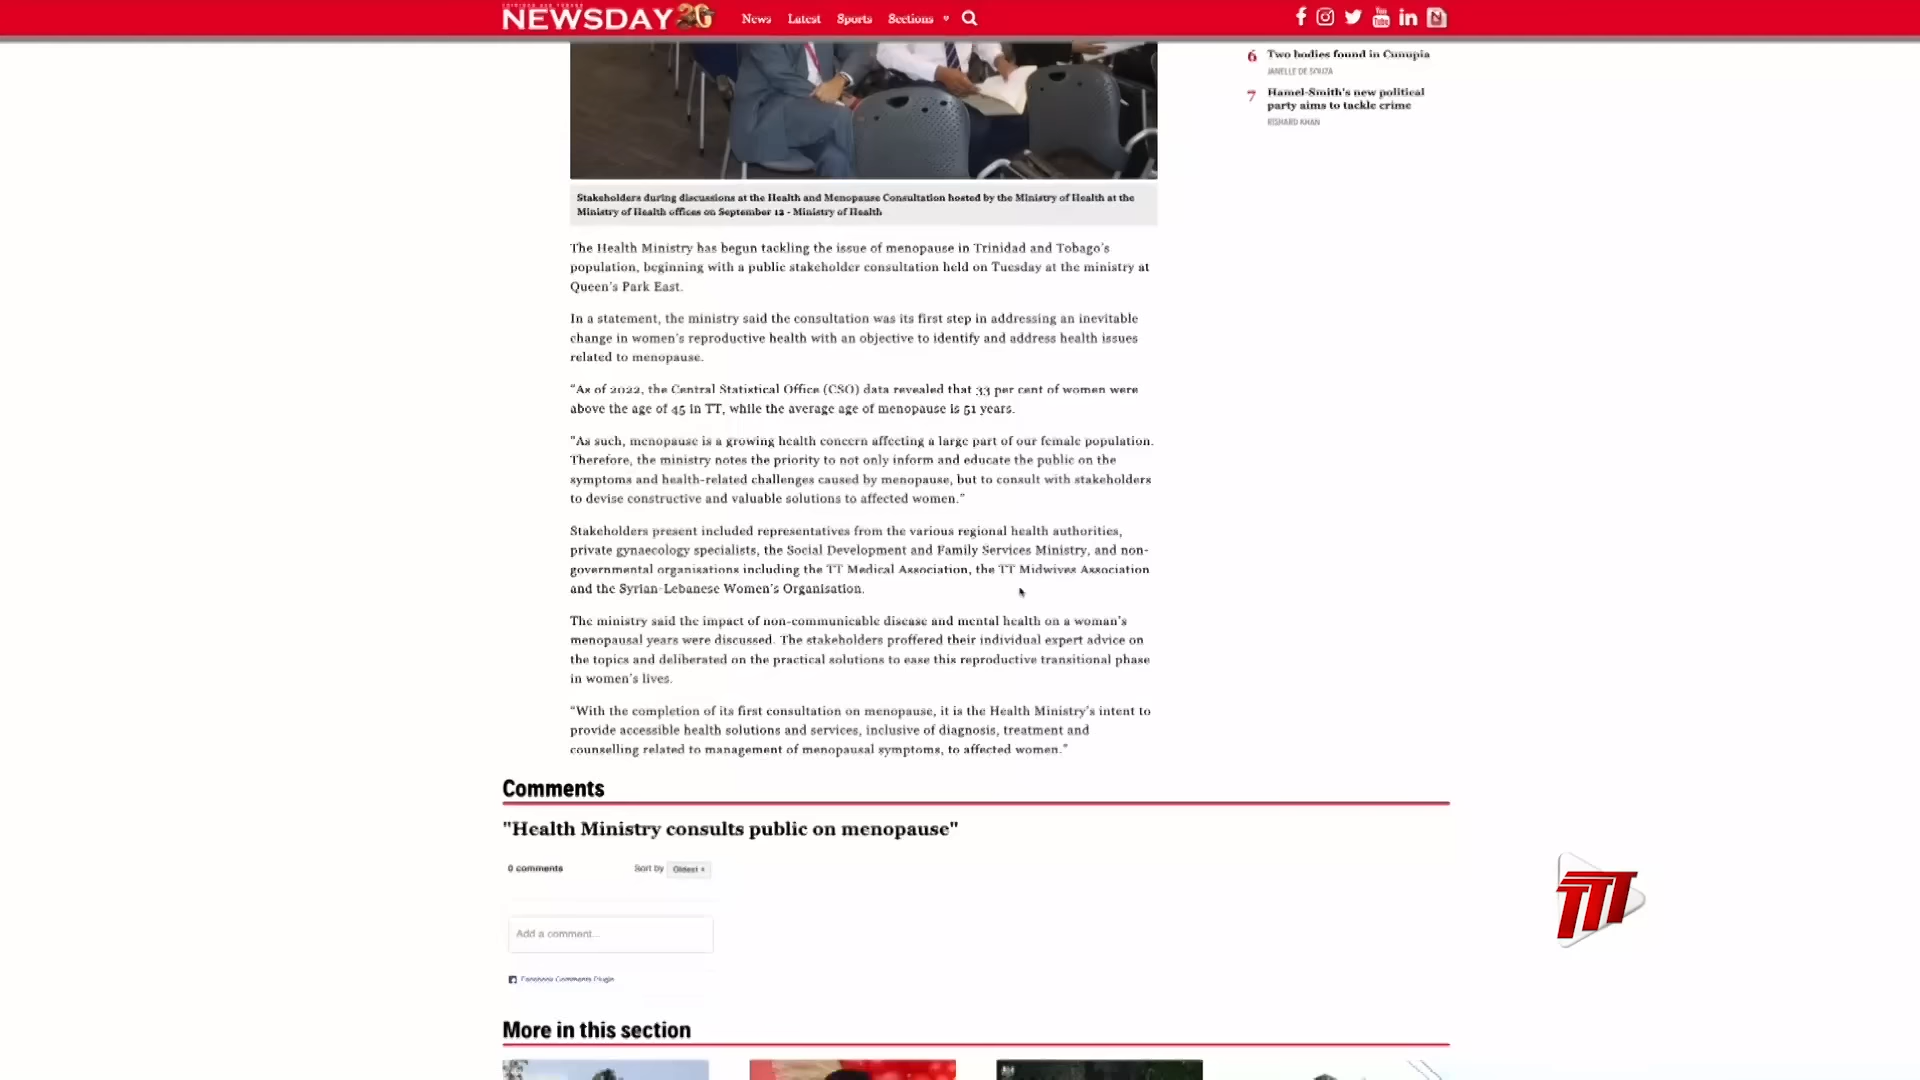 NEWSDAY
News Latest Sports Sections
6 Two bodies found in Cunupia
JANELLE DE SOUZA
7 Hamel-Smith's new political
party aims to tackle crime
RISHARD KHAN
Stakeholders during discussions at the Health and Menopause Consultation hosted by the Ministry of Health at the
Ministry of Health offices on September 12 - Ministry of Health
The Health Ministry has begun tackling the issue of menopause in Trinidad and Tobago's
population, beginning with a public stakeholder consultation held on Tuesday at the ministry at
Queen's Park East.
In a statement, the ministry said the consultation was its first step in addressing an inevitable
change in women's reproductive health with an objective to identify and address health issues
related to menopause.
"As of 2022, the Central Statistical Office (CSO) data revealed that 33 per cent of women were
above the age of 45 in TT, while the average age of menopause is 51 years.
"As such, menopause is a growing health concern affecting a large part of our female population.
Therefore, the ministry notes the priority to not only inform and educate the public on the
symptoms and health-related challenges caused by menopause, but to consult with stakeholders
to devise constructive and valuable solutions to affected women."
Stakeholders present included representatives from the various regional health authorities,
private gynaecology specialists, the Social Development and Family Services Ministry, and non-
governmental organisations including the TT Medical Association, the TT Midwives Association
and the Syrian-Lebanese Women's Organisation.
The ministry said the impact of non-communicable disease and mental health on a woman's
menopausal years were discussed. The stakeholders proffered their individual expert advice on
the topics and deliberated on the practical solutions to ease this reproductive transitional phase
in women's lives.
"With the completion of its first consultation on menopause, it is the Health Ministry's intent to
provide accessible health solutions and services, inclusive of diagnosis, treatment and
counselling related to management of menopausal symptoms, to affected women."
Comments
"Health Ministry consults public on menopause"
0 comments Sort by Oldest
Add a comment...
Facebook Comments Plugin
TTT
More in this section